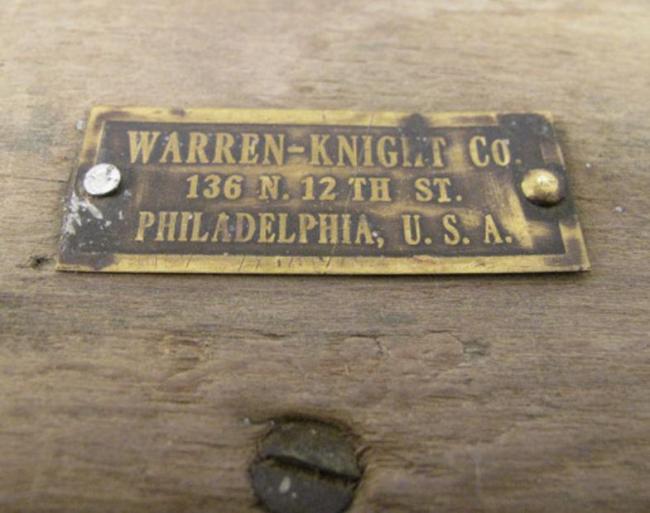 WARREN-KNIGHT Co.
136 N. 12 TH ST.
PHILADELPHIA, U. S. A.